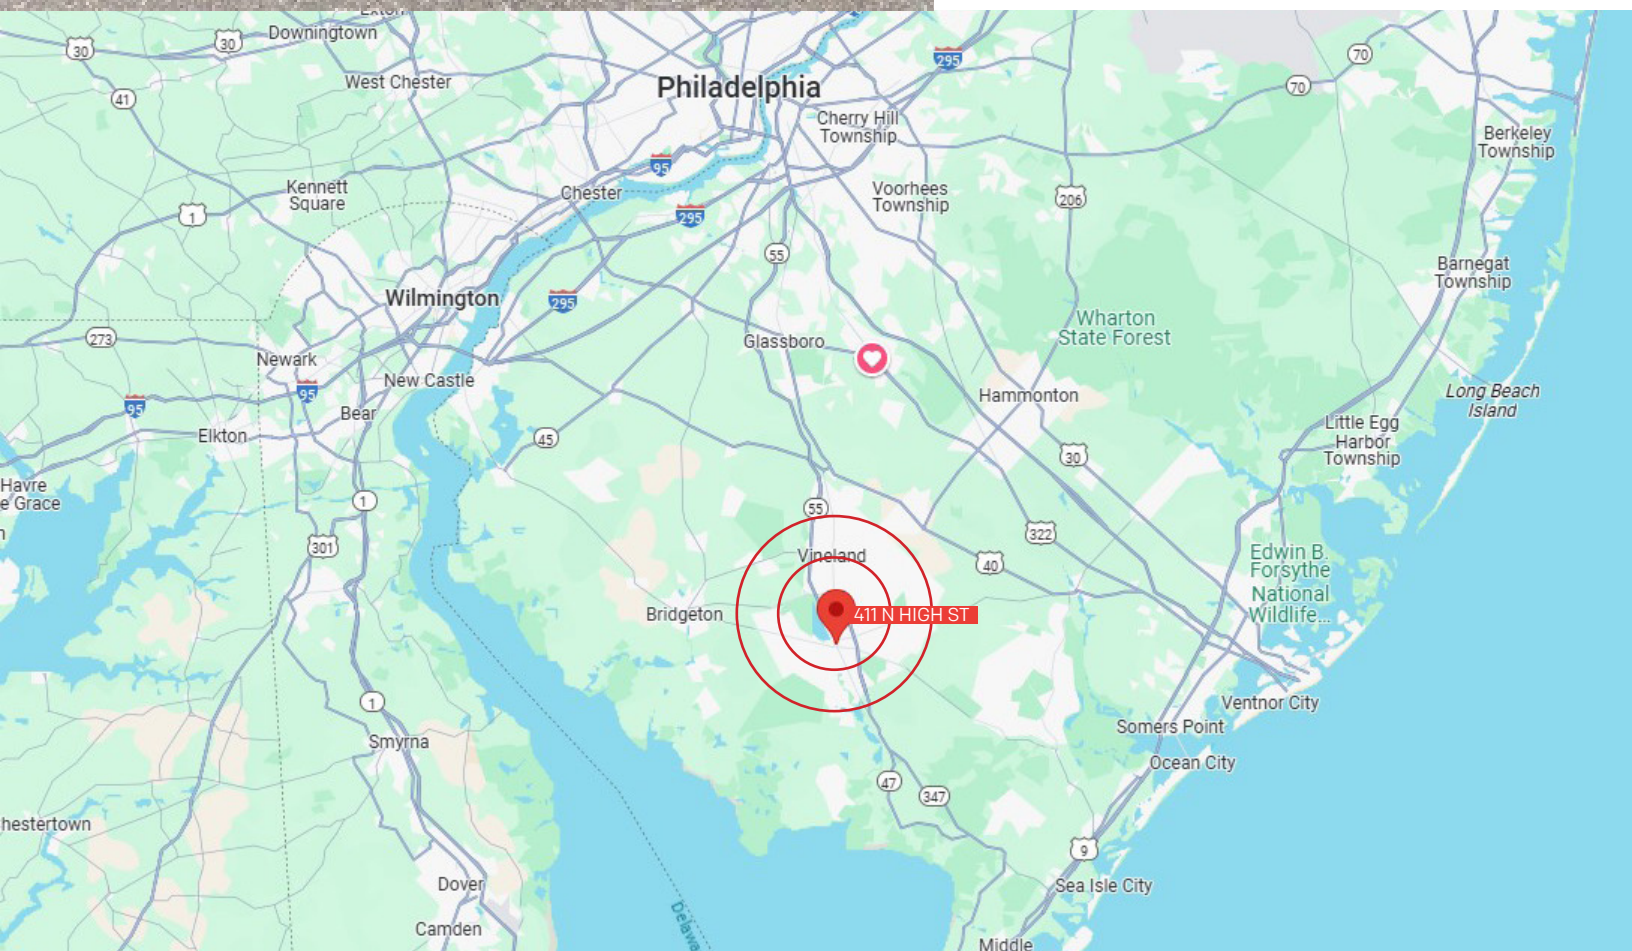 Exton
Downingtown
30
30
West Chester
41
Philadelphia
295
70
70
Cherry Hill
Township
Berkeley
Township
95
Kennett
Square
Chester
Voorhees
Township
206
1
295
55
Barnegat
Township
Wilmington
295
Wharton
State Forest
273
Glassboro
Newark
New Castle
95
95
Hammonton
Long Beach
Island
Bear
Elkton
45
Little Egg
Harbor
Township
30
Havre
e Grace
1
55
301
322
Vineland
40
Edwin B.
Forsythe
National
Wildlife...
Bridgeton
411 N HIGH ST
1
Ventnor City
Somers Point
Smyrna
Ocean City
47
347
hestertown
9
Dover
Sea Isle City
Camden
Delawa
Middle